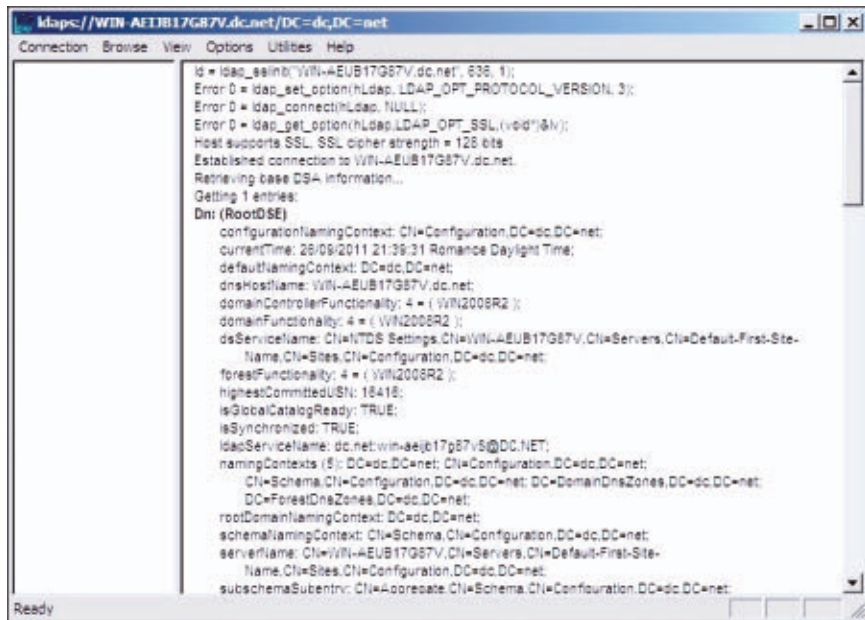 ldaps://WIN-AEIJB17G87V.dc.net/DC=dc,DC=net
Connection Browse View Options Utilities Help
ld = ldap_sslinit("WIN-AEIJB17G87V.dc.net", 636, 1);
Error 0 = ldap_set_option(hLdap, LDAP_OPT_PROTOCOL_VERSION, 3);
Error 0 = ldap_connect(hLdap, NULL);
Error 0 = ldap_get_option(hLdap,LDAP_OPT_SSL,(void*)&lv);
Host supports SSL, SSL cipher strength = 128 bits
Established connection to WIN-AEIJB17G87V.dc.net.
Retrieving base DSA information...
Getting 1 entries:
Dn: (RootDSE)
configurationNamingContext: CN=Configuration,DC=dc,DC=net;
currentTime: 26/09/2011 21:39:31 Romance Daylight Time;
defaultNamingContext: DC=dc,DC=net;
dnsHostName: WIN-AEIJB17G87V.dc.net;
domainControllerFunctionality: 4 = ( WIN2008R2 );
domainFunctionality: 4 = ( WIN2008R2 );
dsServiceName: CN=NTDS Settings,CN=WIN-AEIJB17G87V,CN=Servers,CN=Default-First-Site-
Name,CN=Sites,CN=Configuration,DC=dc,DC=net;
forestFunctionality: 4 = ( WIN2008R2 );
highestCommittedUSN: 16416;
isGlobalCatalogReady: TRUE;
isSynchronized: TRUE;
ldapServiceName: dc.net:win-aeijb17g87v$@DC.NET;
namingContexts (5): DC=dc,DC=net; CN=Configuration,DC=dc,DC=net;
CN=Schema,CN=Configuration,DC=dc,DC=net; DC=DomainDnsZones,DC=dc,DC=net;
DC=ForestDnsZones,DC=dc,DC=net;
rootDomainNamingContext: DC=dc,DC=net;
schemaNamingContext: CN=Schema,CN=Configuration,DC=dc,DC=net;
serverName: CN=WIN-AEIJB17G87V,CN=Servers,CN=Default-First-Site-
Name,CN=Sites,CN=Configuration,DC=dc,DC=net;
subschemaSubentry: CN=Aggregate,CN=Schema,CN=Configuration,DC=dc,DC=net;
Ready